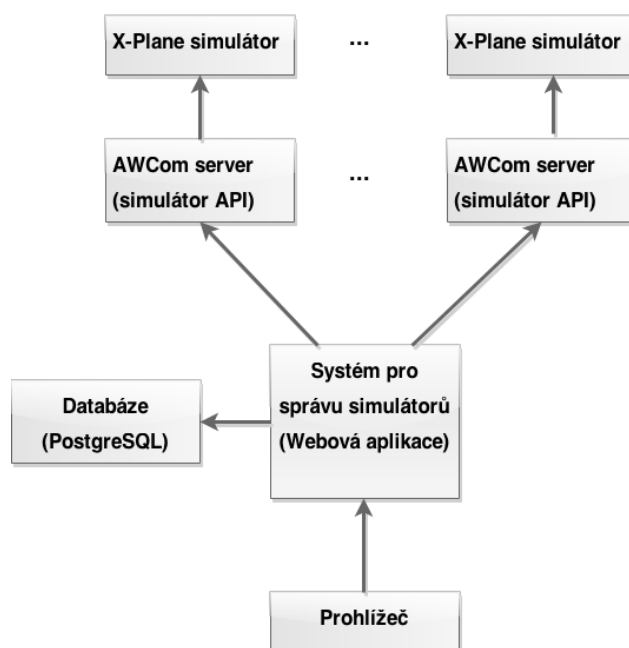 X-Plane simulátor ... X-Plane simulátor
AWCom server
(simulátor API)
...
AWCom server
(simulátor API)
Systém pro
správu simulátorů
(Webová aplikace)
Databáze
(PostgreSQL)
Prohlížeč